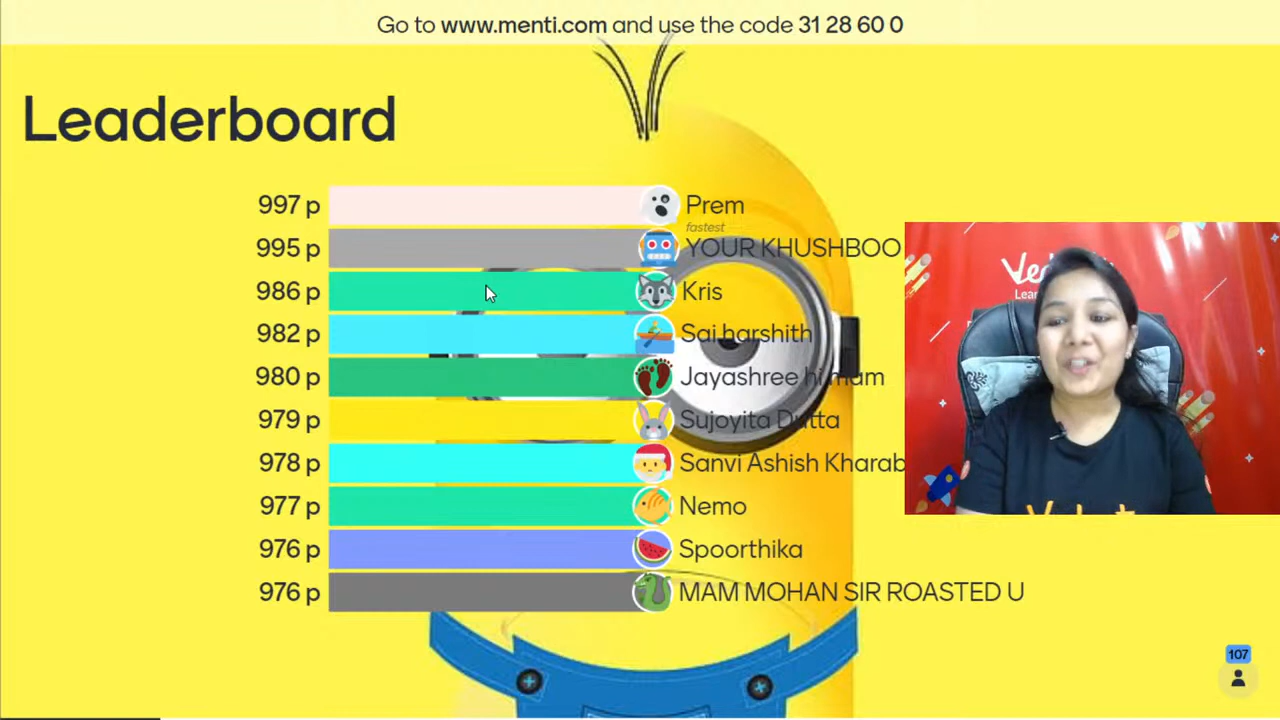 Go to www.menti.com and use the code 31 28 60 0
Leaderboard
997 p Prem
fastest
995 p YOUR KHUSHBOO
986 p Kris
982 p Sai harshith
980 p Jayashree hi mam
979 p Sujoyita Dutta
978 p Sanvi Ashish Kharab
977 p Nemo
976 p Spoorthika
976 p MAM MOHAN SIR ROASTED U
107